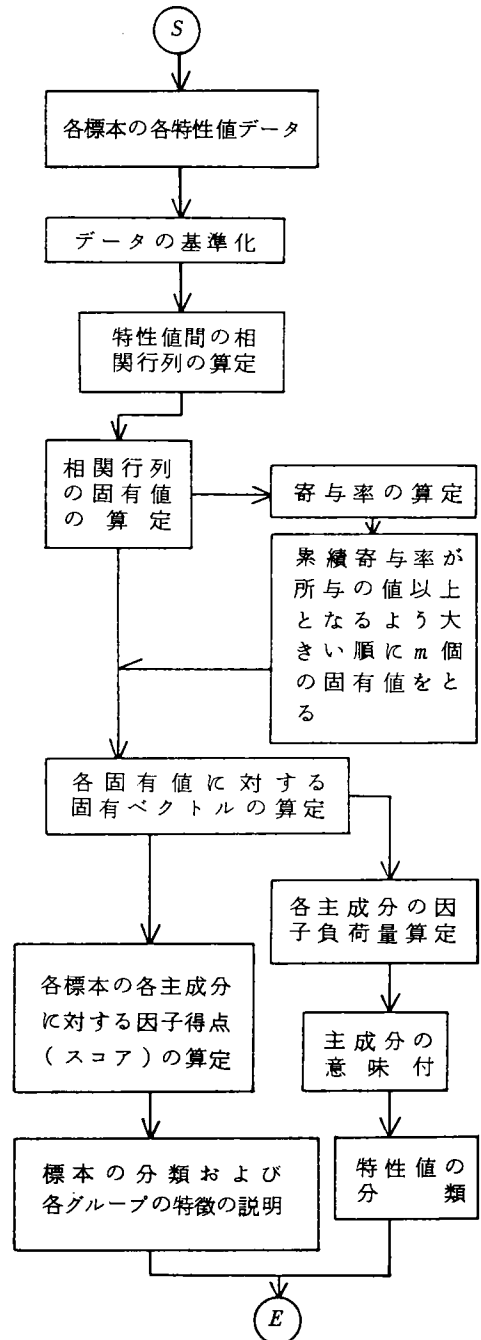 S
各標本の各特性値データ
データの基準化
特性値間の相
関行列の算定
相関行列
の固有値
の算定
寄与率の算定
累積寄与率が
所与の値以上
となるよう大
きい順にm個
の固有値をと
る
各固有値に対する
固有ベクトルの算定
各主成分の因
子負荷量算定
各標本の各主成分
に対する因子得点
(スコア)の算定
主成分の
意味付
標本の分類および
各グループの特徴の説明
特性値の
分類
E